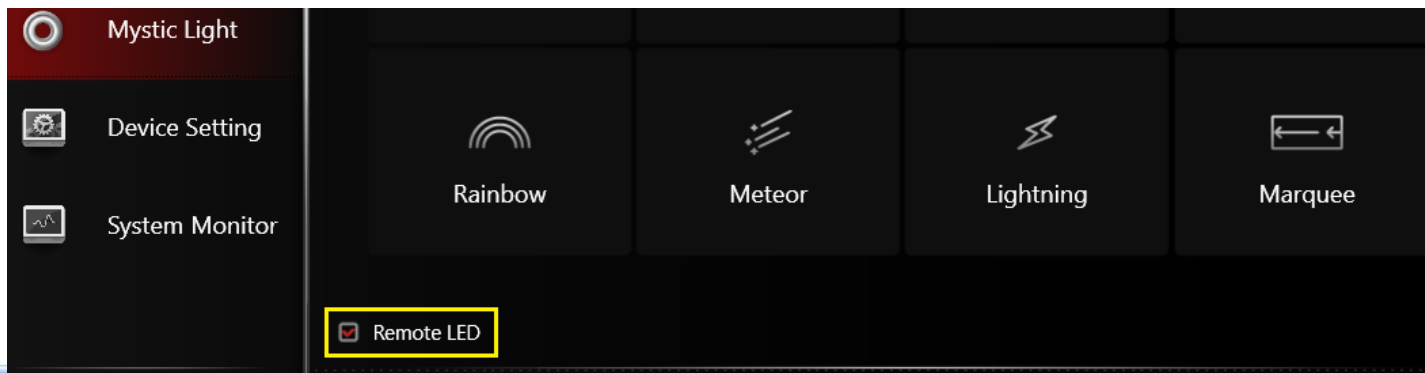 Mystic Light
Device Setting
System Monitor
Rainbow
Meteor
Lightning
Marquee
Remote LED